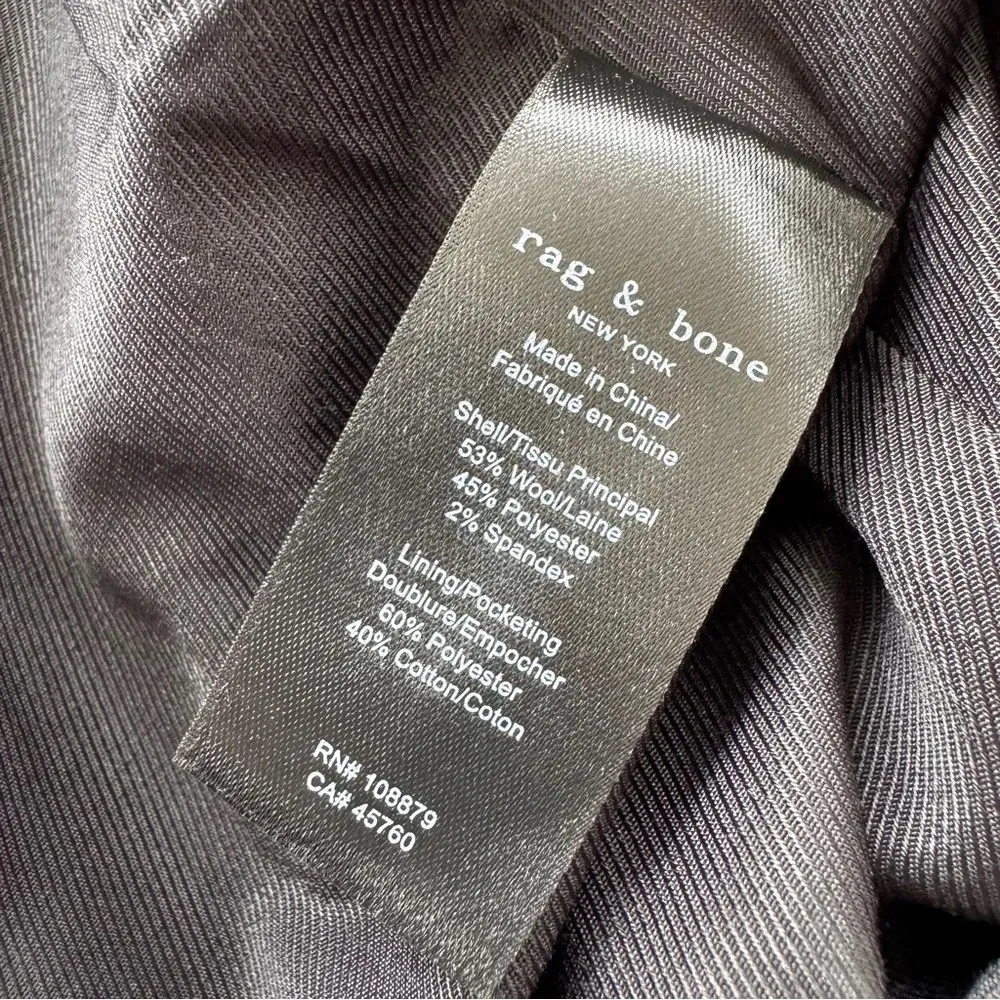 rag & bone
NEW YORK
Made in China/
Fabriqué en Chine
Shell/Tissu Principal
53% Wool/Laine
45% Polyester
2% Spandex
Lining/Pocketing
Doublure/Empocher
60% Polyester
40% Cotton/Coton
RN# 108879
CA# 45760